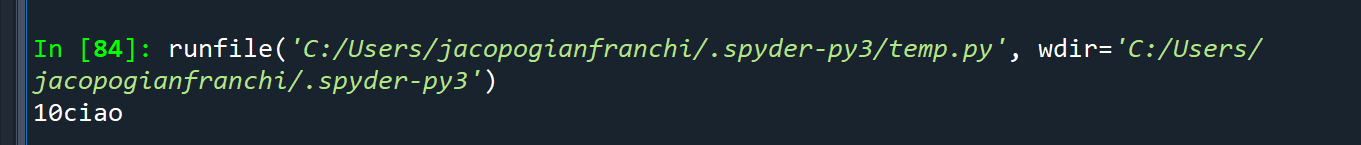 In [84]: runfile('C:/Users/jacopogianfranchi/.spyder-py3/temp.py', wdir='C:/Users/
jacopogianfranchi/.spyder-py3')
10ciao